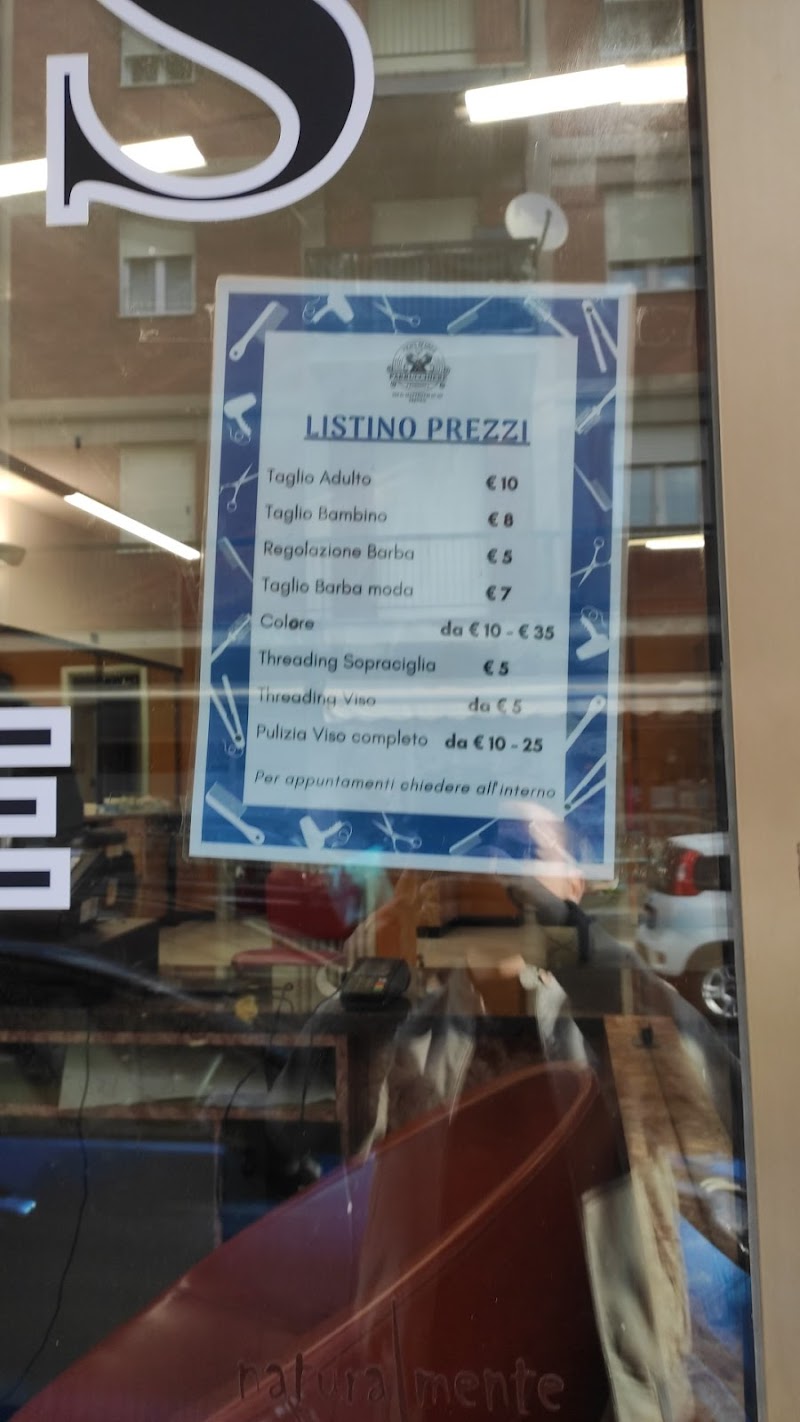 S
E
LISTINO PREZZI
Taglio Adulto € 10
Taglio Bambino € 8
Regolazione Barba € 5
Taglio Barba moda € 7
Colore da € 10 - € 35
Threading Sopraciglia € 5
Threading Viso da € 5
Pulizia Viso completo da € 10 - 25
Per appuntamenti chiedere all'interno
naturalmente